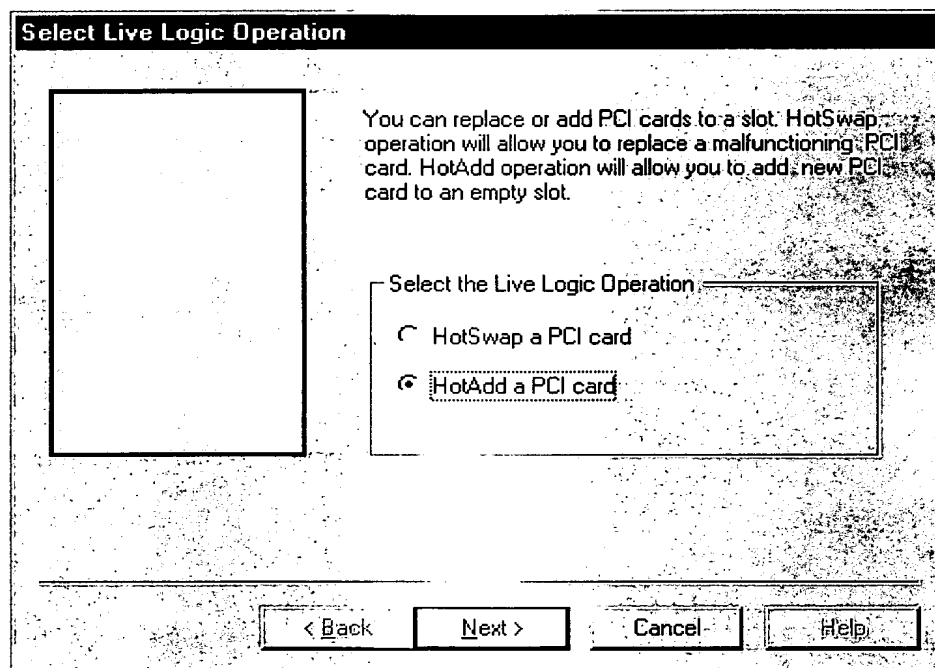 Select Live Logic Operation
You can replace or add PCI cards to a slot. HotSwap
operation will allow you to replace a malfunctioning PCI
card. HotAdd operation will allow you to add new PCI
card to an empty slot.
Select the Live Logic Operation
HotSwap a PCI card
HotAdd a PCI card
< Back
Next >
Cancel
Help